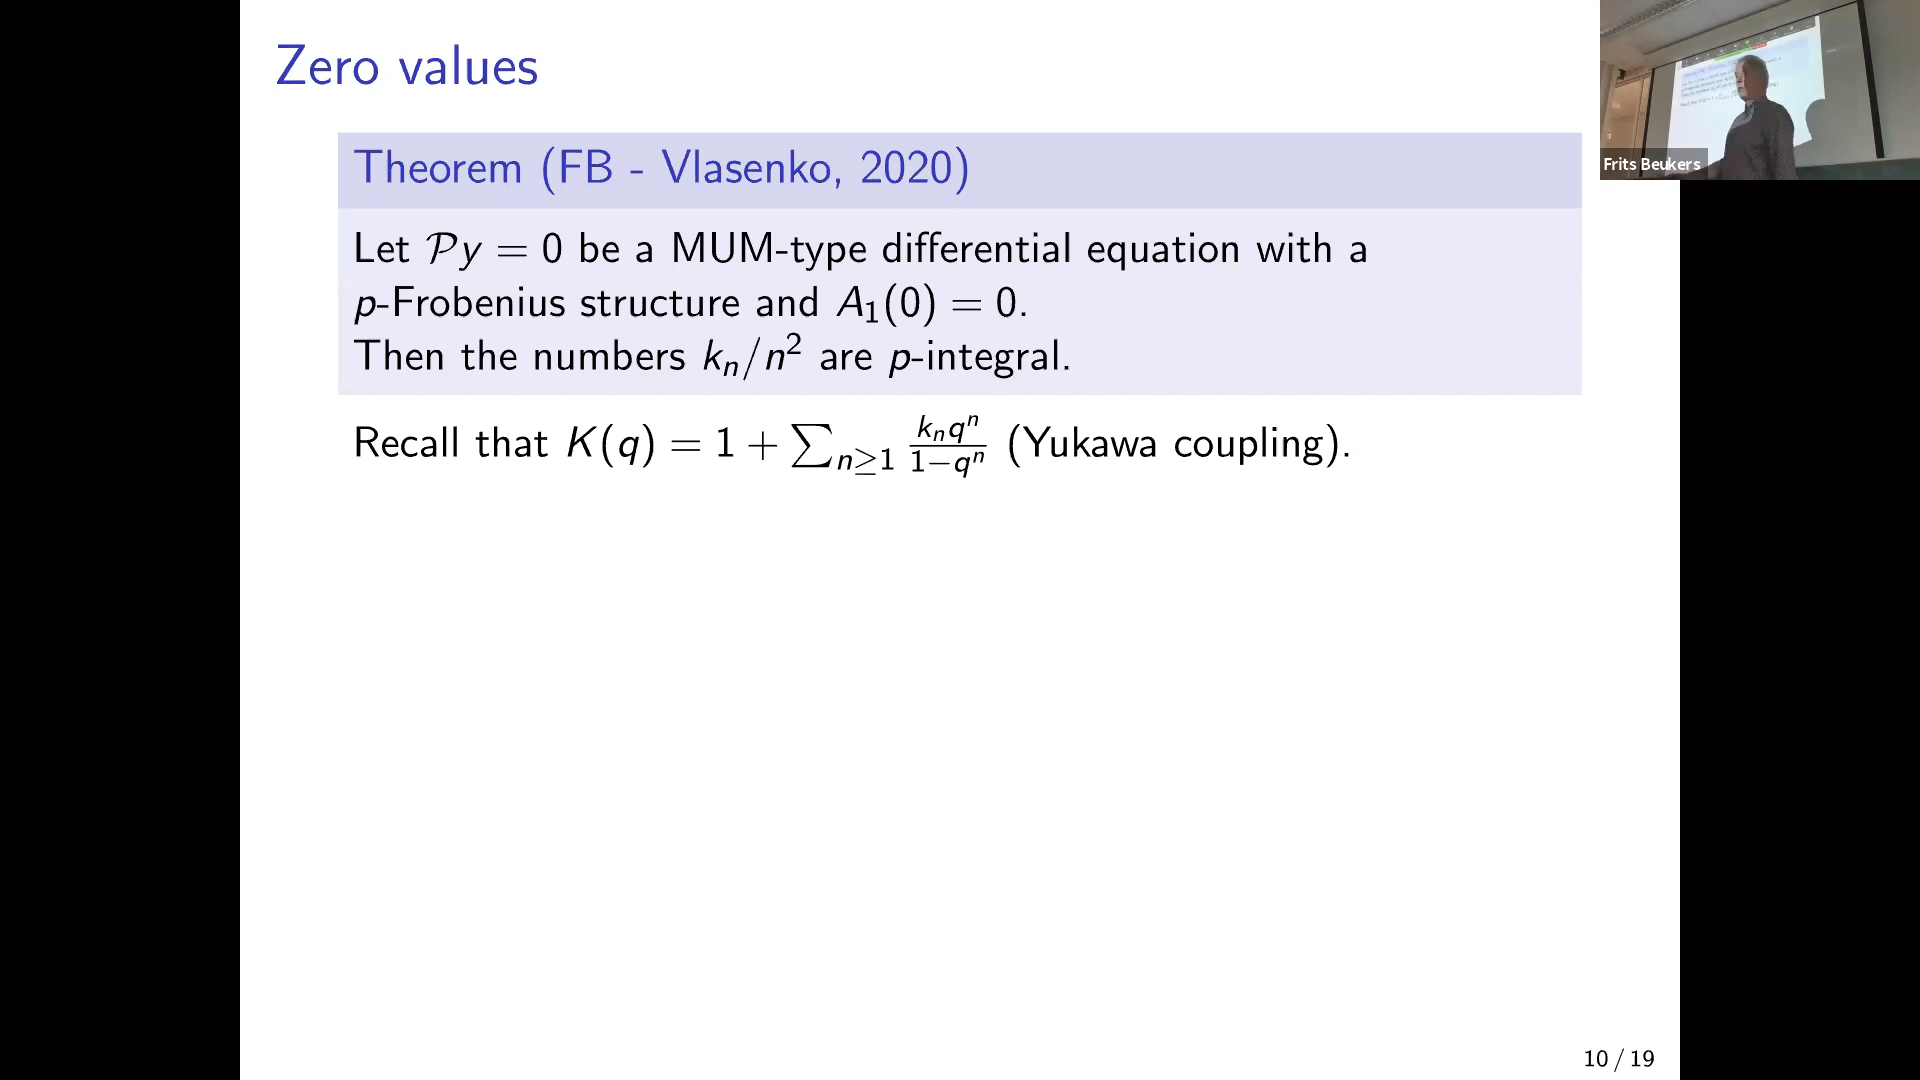 Zero values
Theorem (FB - Vlasenko, 2020)
Let 𝒫y = 0 be a MUM-type differential equation with a
p-Frobenius structure and A₁(0) = 0.
Then the numbers kₙ/n² are p-integral.
Recall that K(q) = 1 + ∑ₙ≥₁ kₙqⁿ/(1−qⁿ) (Yukawa coupling).
10 / 19
Frits Beukers